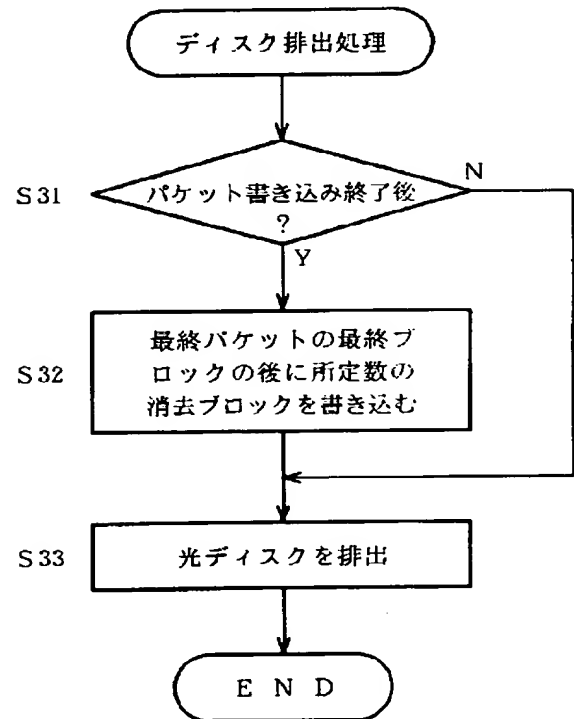 ディスク排出処理
N
S31
パケット書き込み終了後
?
Y
S32
最終パケットの最終ブ
ロックの後に所定数の
消去ブロックを書き込む
S33
光ディスクを排出
E N D